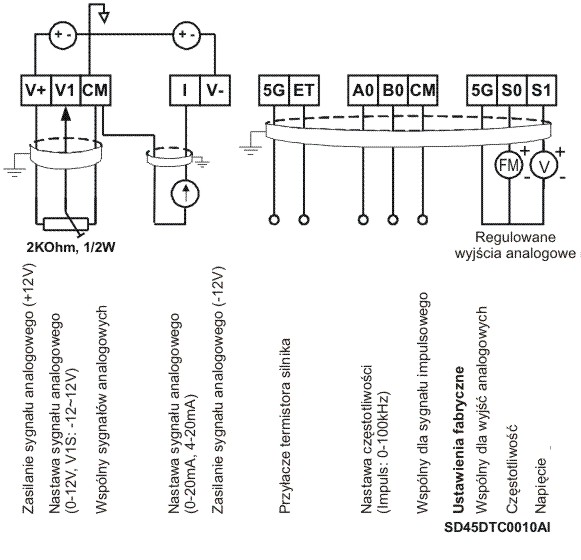 + -
+ -
V+ V1 CM
I V-
5G ET
A0 B0 CM
5G S0 S1
FM + -
V + -
2KOhm, 1/2W
Regulowane
wyjścia analogowe
Zasilanie sygnału analogowego (+12V)
Nastawa sygnału analogowego
(0-12V, V1S: -12~12V)
Wspólny sygnałów analogowych
Nastawa sygnału analogowego
(0-20mA, 4-20mA)
Zasilanie sygnału analogowego (-12V)
Przyłacze termistora silnika
Nastawa częstotliwości
(Impuls: 0-100kHz)
Wspólny dla sygnału impulsowego
Ustawienia fabryczne
Wspólny dla wyjść analogowych
Częstotliwość
Napięcie
SD45DTC0010AI